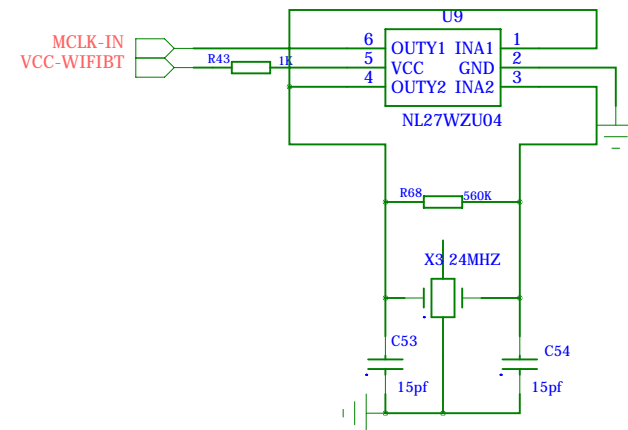 U9
MCLK-IN
VCC-WIFIBT
R43 1K
6 OUTY1 INA1 1
5 VCC GND 2
4 OUTY2 INA2 3
NL27WZU04
R68 560K
X3 24MHZ
C53
15pf
C54
15pf